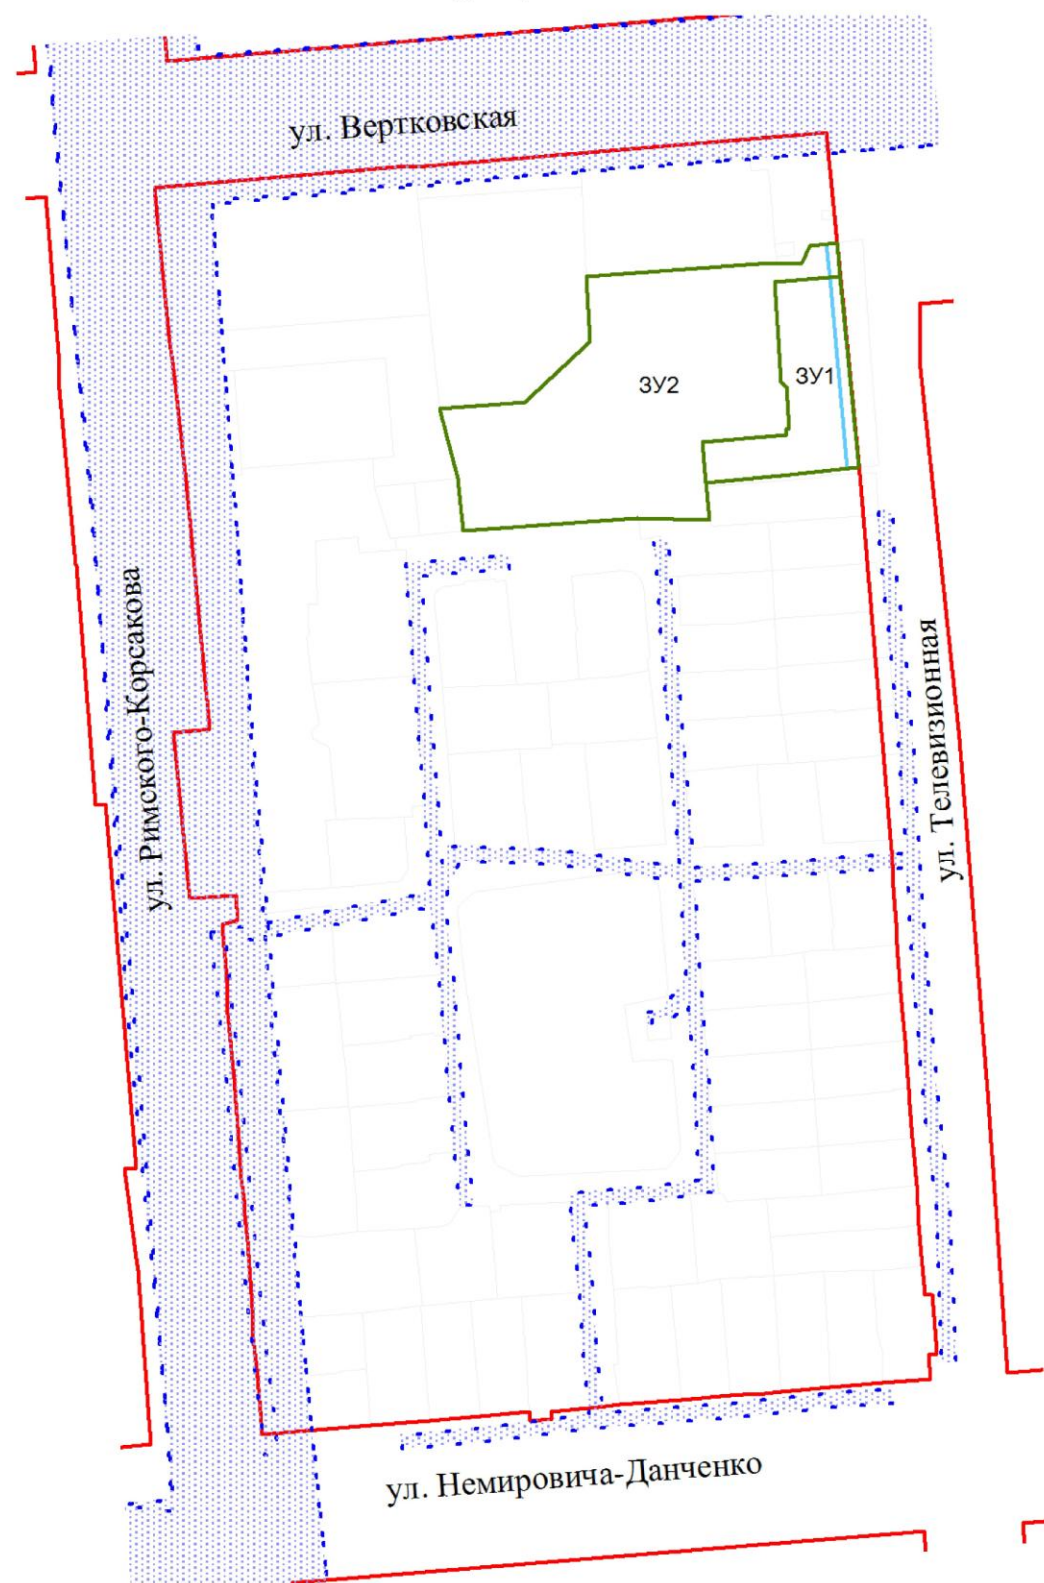 ул. Вертковская
ЗУ2
ЗУ1
ул. Римского-Корсакова
ул. Телевизионная
ул. Немировича-Данченко